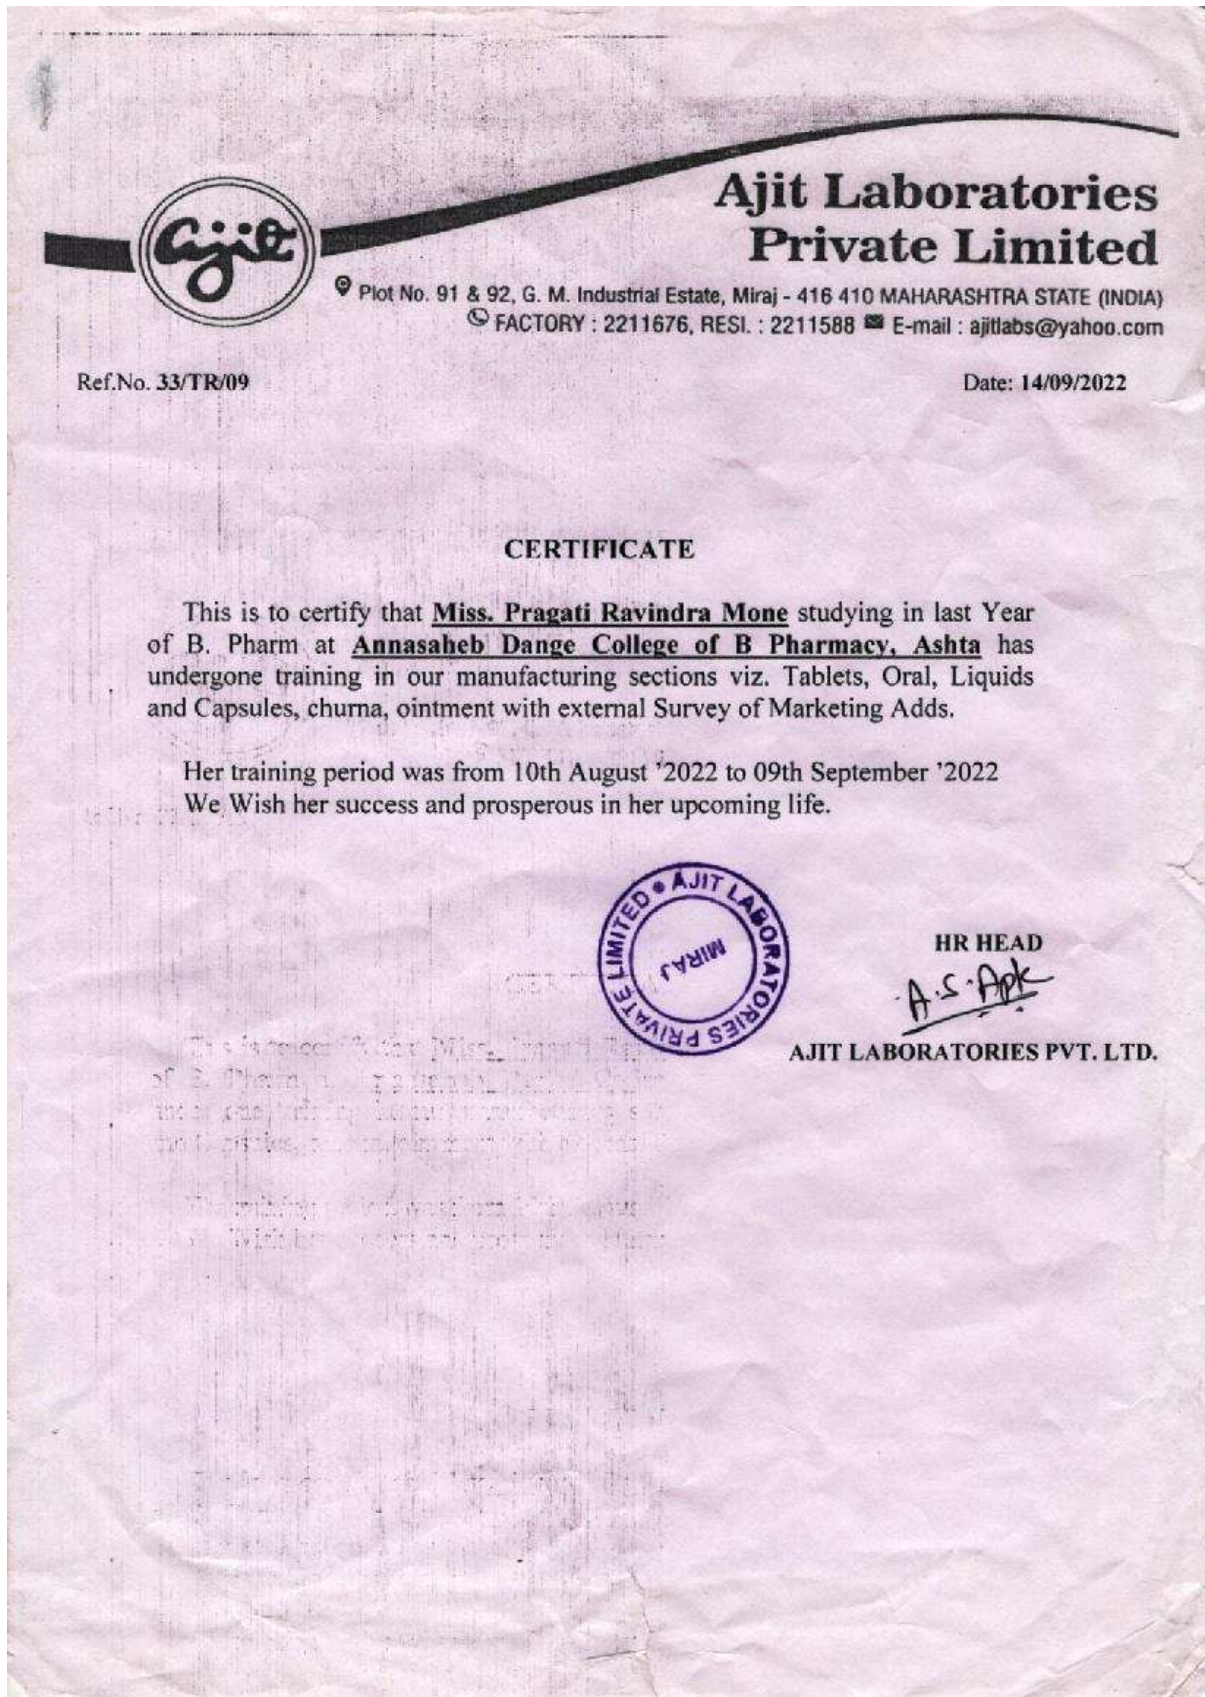 ajit
Ajit Laboratories
Private Limited
Plot No. 91 & 92, G. M. Industrial Estate, Miraj - 416 410 MAHARASHTRA STATE (INDIA)
FACTORY : 2211676, RESI. : 2211588 E-mail : ajitlabs@yahoo.com
Ref.No. 33/TR/09 Date: 14/09/2022
CERTIFICATE
This is to certify that Miss. Pragati Ravindra Mone studying in last Year
of B. Pharm at Annasaheb Dange College of B Pharmacy, Ashta has
undergone training in our manufacturing sections viz. Tablets, Oral, Liquids
and Capsules, churna, ointment with external Survey of Marketing Adds.
Her training period was from 10th August '2022 to 09th September '2022
We Wish her success and prosperous in her upcoming life.
AJIT LABORATORIES PRIVATE LIMITED
MIRAJ
HR HEAD
A.S.Apk
AJIT LABORATORIES PVT. LTD.